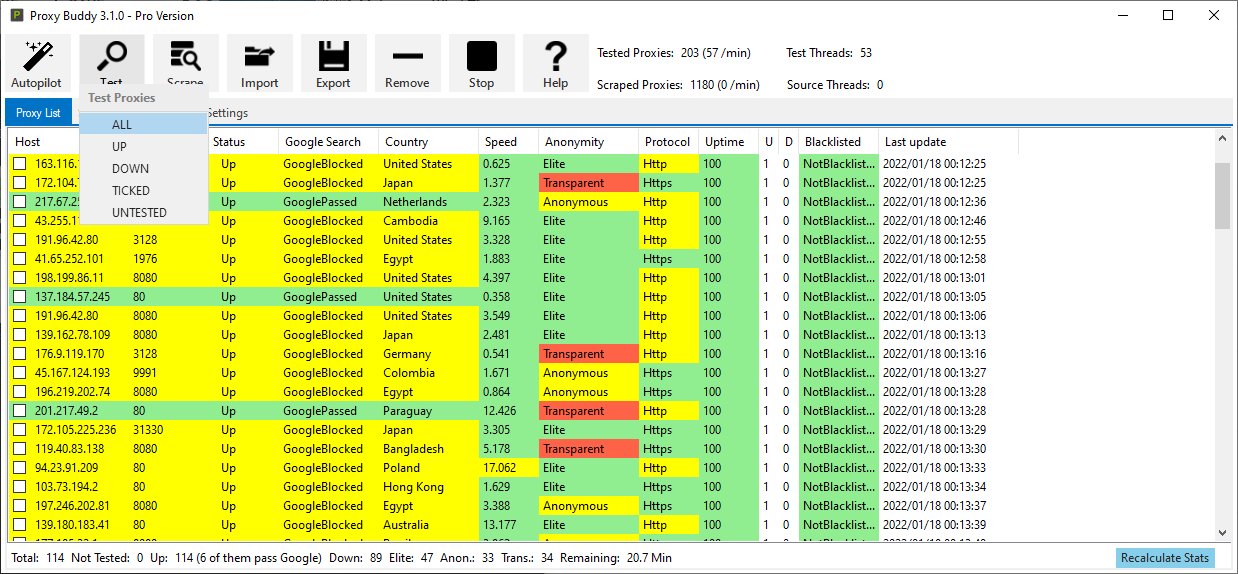 Proxy Buddy 3.1.0 - Pro Version
Autopilot Test Scrape Import Export Remove Stop Help
Tested Proxies: 203 (57 /min) Test Threads: 53
Scraped Proxies: 1180 (0 /min) Source Threads: 0
Test Proxies
ALL
UP
DOWN
TICKED
UNTESTED
Proxy List Settings
Host Status Google Search Country Speed Anonymity Protocol Uptime U D Blacklisted Last update
163.116. Up GoogleBlocked United States 0.625 Elite Http 100 1 0 NotBlacklist... 2022/01/18 00:12:25
172.104. Up GoogleBlocked Japan 1.377 Transparent Https 100 1 0 NotBlacklist... 2022/01/18 00:12:25
217.67.2 Up GooglePassed Netherlands 2.323 Anonymous Http 100 1 0 NotBlacklist... 2022/01/18 00:12:36
43.255.1 Up GoogleBlocked Cambodia 9.165 Elite Http 100 1 0 NotBlacklist... 2022/01/18 00:12:46
191.96.42.80 3128 Up GoogleBlocked United States 3.328 Elite Http 100 1 0 NotBlacklist... 2022/01/18 00:12:55
41.65.252.101 1976 Up GoogleBlocked Egypt 1.883 Elite Https 100 1 0 NotBlacklist... 2022/01/18 00:12:58
198.199.86.11 8080 Up GoogleBlocked United States 4.397 Elite Http 100 1 0 NotBlacklist... 2022/01/18 00:13:01
137.184.57.245 80 Up GooglePassed United States 0.358 Elite Http 100 1 0 NotBlacklist... 2022/01/18 00:13:05
191.96.42.80 8080 Up GoogleBlocked United States 3.549 Elite Http 100 1 0 NotBlacklist... 2022/01/18 00:13:06
139.162.78.109 8080 Up GoogleBlocked Japan 2.481 Elite Http 100 1 0 NotBlacklist... 2022/01/18 00:13:13
176.9.119.170 3128 Up GoogleBlocked Germany 0.541 Transparent Http 100 1 0 NotBlacklist... 2022/01/18 00:13:16
45.167.124.193 9991 Up GoogleBlocked Colombia 1.671 Anonymous Https 100 1 0 NotBlacklist... 2022/01/18 00:13:27
196.219.202.74 8080 Up GoogleBlocked Egypt 0.864 Anonymous Https 100 1 0 NotBlacklist... 2022/01/18 00:13:28
201.217.49.2 80 Up GooglePassed Paraguay 12.426 Transparent Http 100 1 0 NotBlacklist... 2022/01/18 00:13:28
172.105.225.236 31330 Up GoogleBlocked Japan 3.305 Elite Https 100 1 0 NotBlacklist... 2022/01/18 00:13:29
119.40.83.138 8080 Up GoogleBlocked Bangladesh 5.178 Transparent Https 100 1 0 NotBlacklist... 2022/01/18 00:13:30
94.23.91.209 80 Up GoogleBlocked Poland 17.062 Elite Http 100 1 0 NotBlacklist... 2022/01/18 00:13:33
103.73.194.2 80 Up GoogleBlocked Hong Kong 1.629 Elite Https 100 1 0 NotBlacklist... 2022/01/18 00:13:34
197.246.202.81 8080 Up GoogleBlocked Egypt 3.388 Anonymous Https 100 1 0 NotBlacklist... 2022/01/18 00:13:37
139.180.183.41 80 Up GoogleBlocked Australia 13.177 Elite Http 100 1 0 NotBlacklist... 2022/01/18 00:13:39
Total: 114 Not Tested: 0 Up: 114 (6 of them pass Google) Down: 89 Elite: 47 Anon.: 33 Trans.: 34 Remaining: 20.7 Min
Recalculate Stats